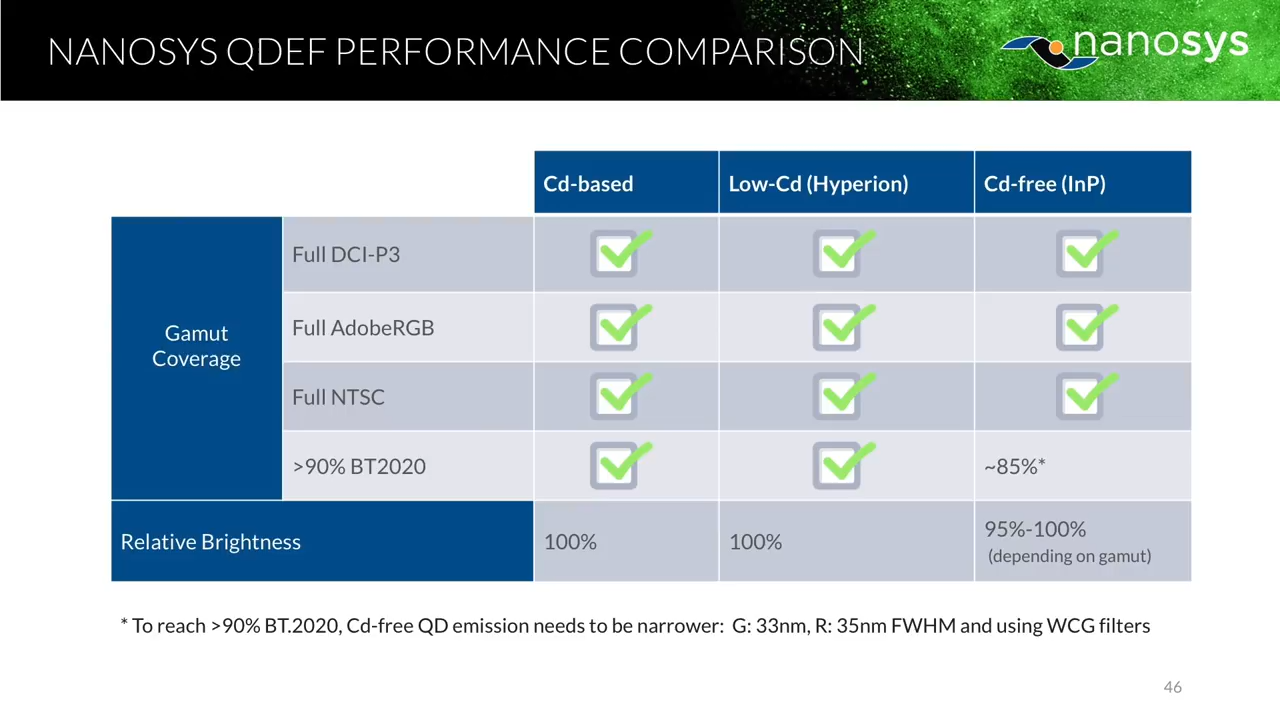 NANOSYS QDEF PERFORMANCE COMPARISON
nanosys
Cd-based
Low-Cd (Hyperion)
Cd-free (InP)
Gamut
Coverage
Full DCI-P3
Full AdobeRGB
Full NTSC
>90% BT2020
~85%*
Relative Brightness
100%
100%
95%-100%
(depending on gamut)
* To reach >90% BT.2020, Cd-free QD emission needs to be narrower: G: 33nm, R: 35nm FWHM and using WCG filters
46